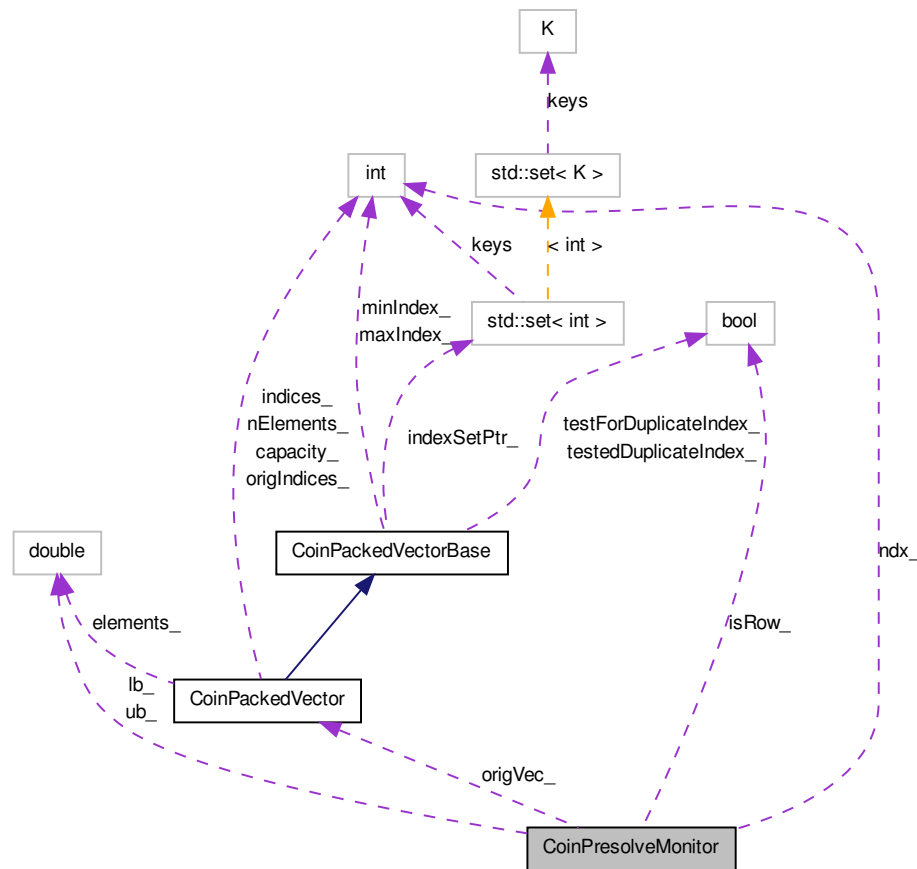 K
keys
int
std::set< K >
keys
< int >
minIndex_
maxIndex_
std::set< int >
bool
indices_
nElements_
capacity_
origIndices_
indexSetPtr_
testForDuplicateIndex_
testedDuplicateIndex_
double
CoinPackedVectorBase
ndx_
elements_
isRow_
lb_
ub_
CoinPackedVector
origVec_
CoinPresolveMonitor